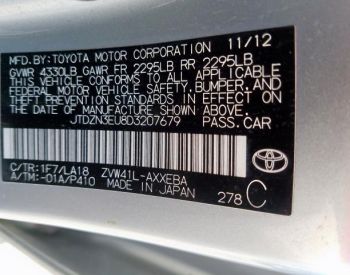 MFD.BY:TOYOTA MOTOR CORPORATION 11/12
GVWR 4330LB GAWR FR 2295LB RR 2295LB
THIS VEHICLE CONFORMS TO ALL APPLICABLE
FEDERAL MOTOR VEHICLE SAFETY,BUMPER,AND
THEFT PREVENTION STANDARDS IN EFFECT ON
THE DATE OF MANUFACTURE SHOWN ABOVE.
JTDZN3EU8D3207679 PASS.CAR
C/TR:1F7/LA18 ZVW41L-AXXEBA
A/TM:-01A/P410 MADE IN JAPAN
TOYOTA
278 C